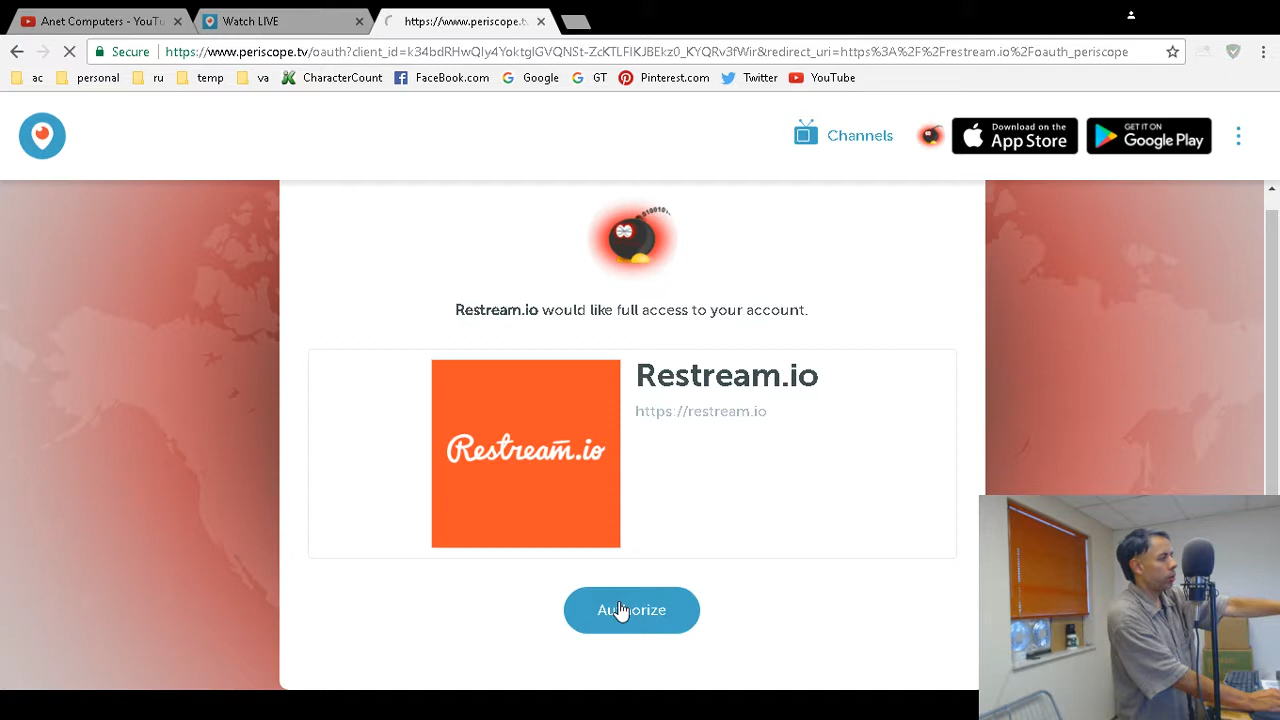 Anet Computers - YouTu
Watch LIVE
https://www.periscope.tv
Secure
https://www.periscope.tv/oauth?client_id=k34bdRHwQly4YoktgIGVQNSt-ZcKTLFIKJBEkz0_KYQRv3fWir&redirect_uri=https%3A%2F%2Frestream.io%2Foauth_periscope
ac
personal
ru
temp
va
CharacterCount
FaceBook.com
Google
GT
Pinterest.com
Twitter
YouTube
Channels
Download on the
App Store
GET IT ON
Google Play
Restream.io would like full access to your account.
Restream.io
Restream.io
https://restream.io
Authorize